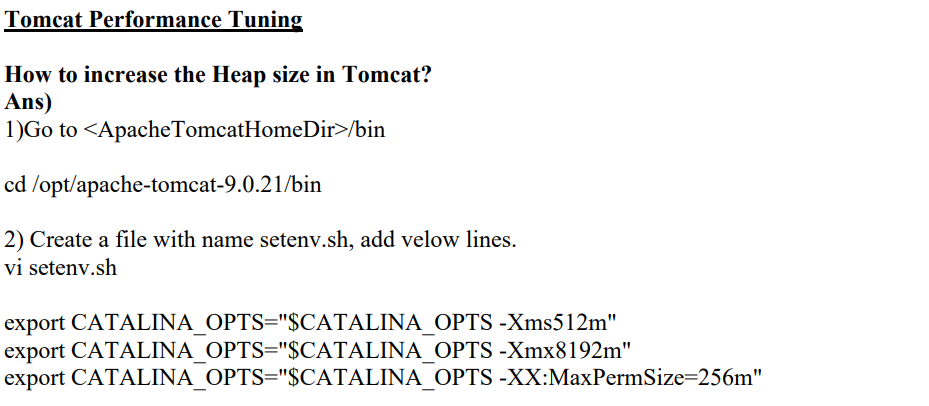 Tomcat Performance Tuning
How to increase the Heap size in Tomcat?
Ans)
1)Go to <ApacheTomcatHomeDir>/bin
cd /opt/apache-tomcat-9.0.21/bin
2) Create a file with name setenv.sh, add velow lines.
vi setenv.sh
export CATALINA_OPTS="$CATALINA_OPTS -Xms512m"
export CATALINA_OPTS="$CATALINA_OPTS -Xmx8192m"
export CATALINA_OPTS="$CATALINA_OPTS -XX:MaxPermSize=256m"